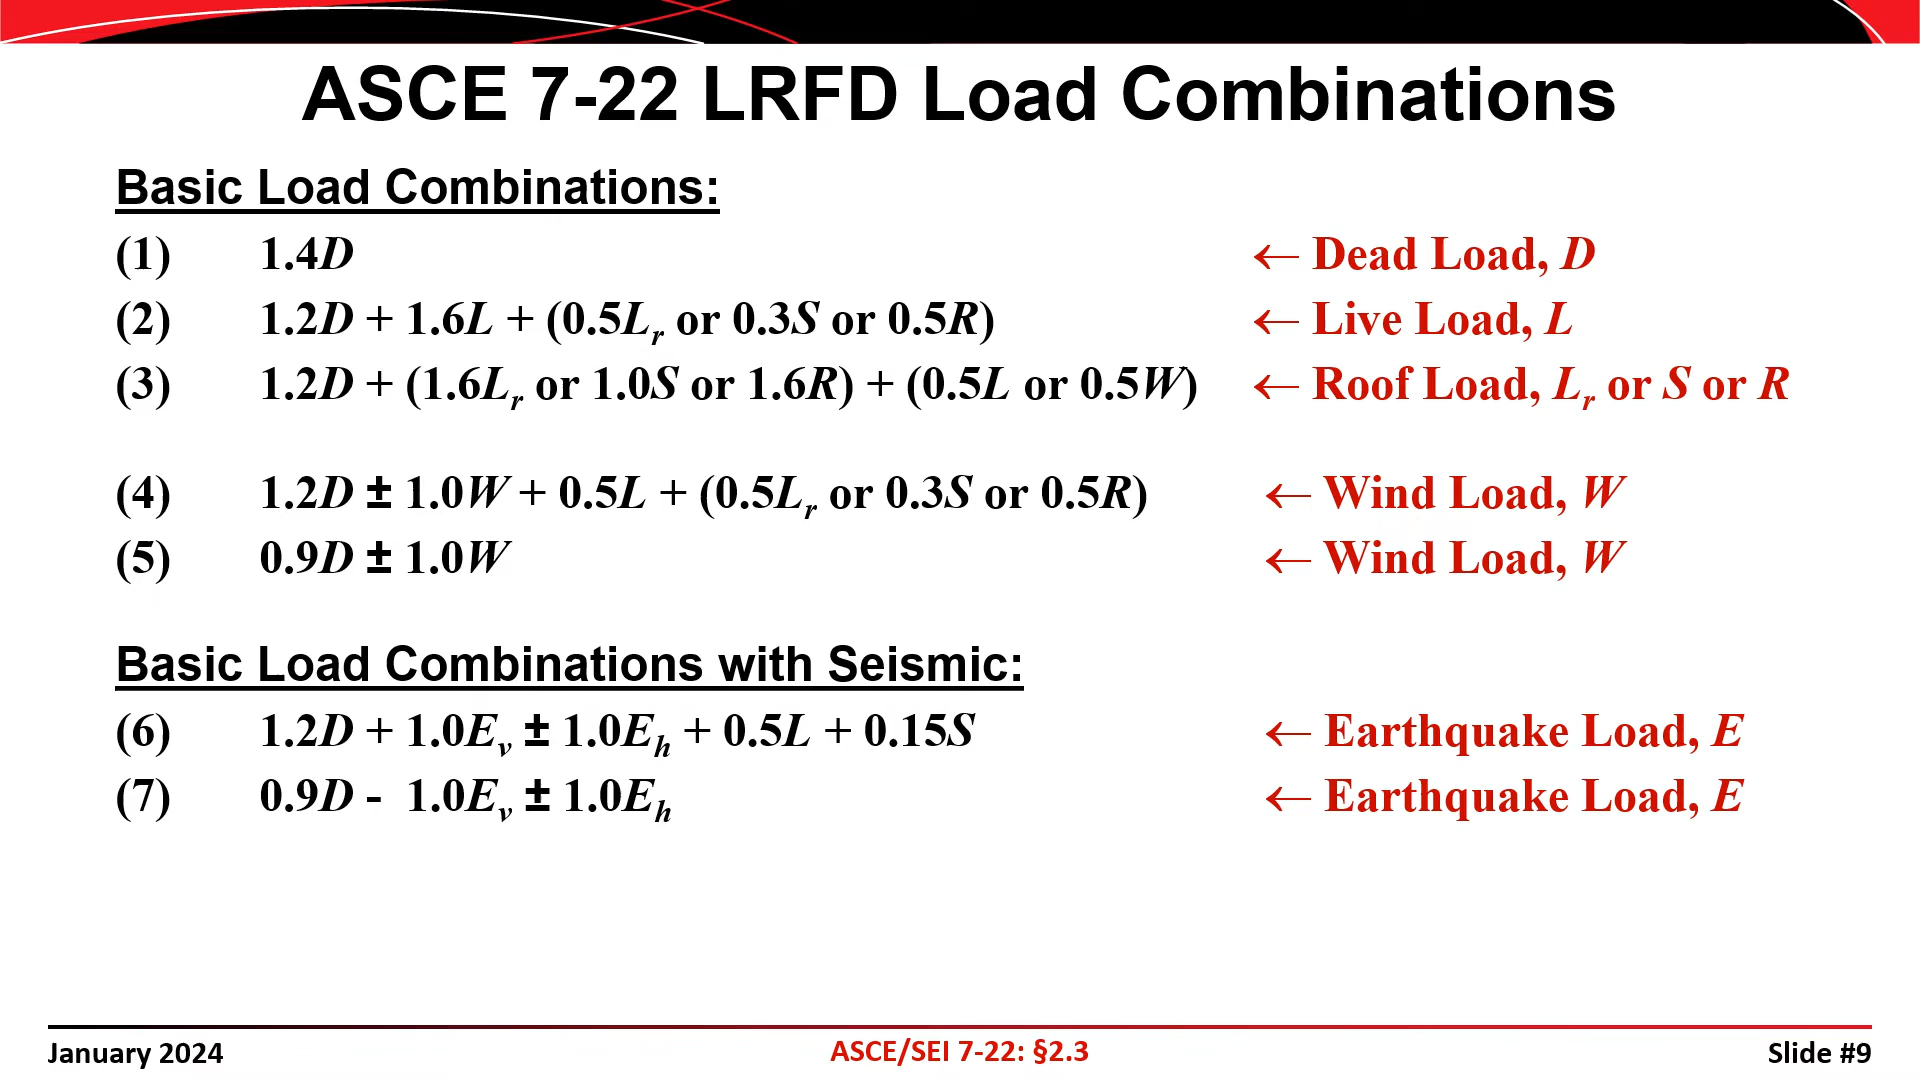 ASCE 7-22 LRFD Load Combinations
Basic Load Combinations:
(1) 1.4D ← Dead Load, D
(2) 1.2D + 1.6L + (0.5Lr or 0.3S or 0.5R) ← Live Load, L
(3) 1.2D + (1.6Lr or 1.0S or 1.6R) + (0.5L or 0.5W) ← Roof Load, Lr or S or R
(4) 1.2D ± 1.0W + 0.5L + (0.5Lr or 0.3S or 0.5R) ← Wind Load, W
(5) 0.9D ± 1.0W ← Wind Load, W
Basic Load Combinations with Seismic:
(6) 1.2D + 1.0Ev ± 1.0Eh + 0.5L + 0.15S ← Earthquake Load, E
(7) 0.9D - 1.0Ev ± 1.0Eh ← Earthquake Load, E
January 2024 ASCE/SEI 7-22: §2.3 Slide #9